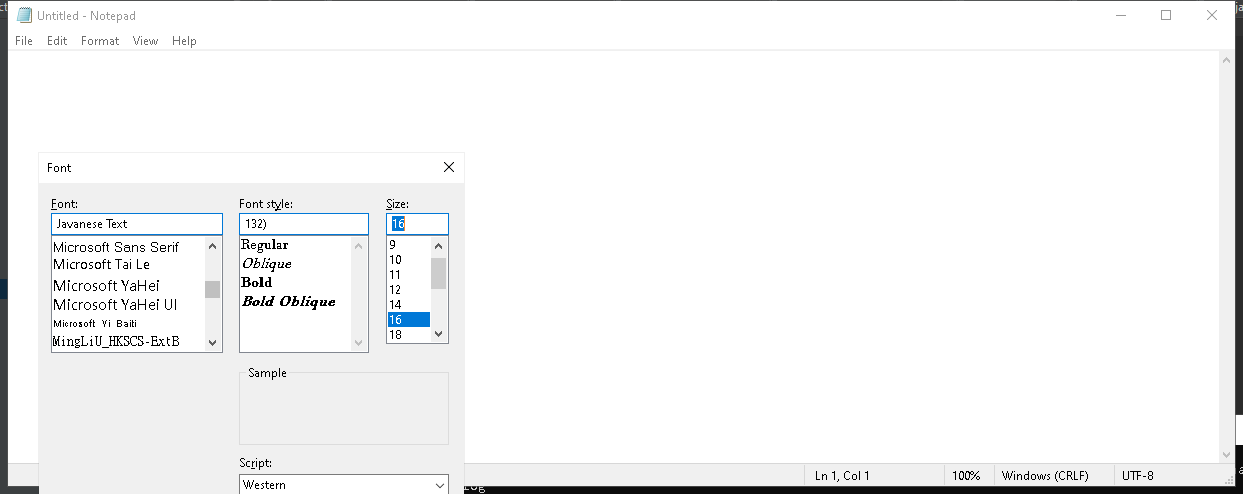 Untitled - Notepad
File Edit Format View Help
Font
Font: Font style: Size:
Javanese Text 132) 16
Microsoft Sans Serif Regular 9
Microsoft Tai Le Oblique 10
Microsoft YaHei Bold 11
Microsoft YaHei UI Bold Oblique 12
Microsoft Yi Baiti 14
MingLiU_HKSCS-ExtB 16
18
Sample
Script:
Western
Ln 1, Col 1 100% Windows (CRLF) UTF-8